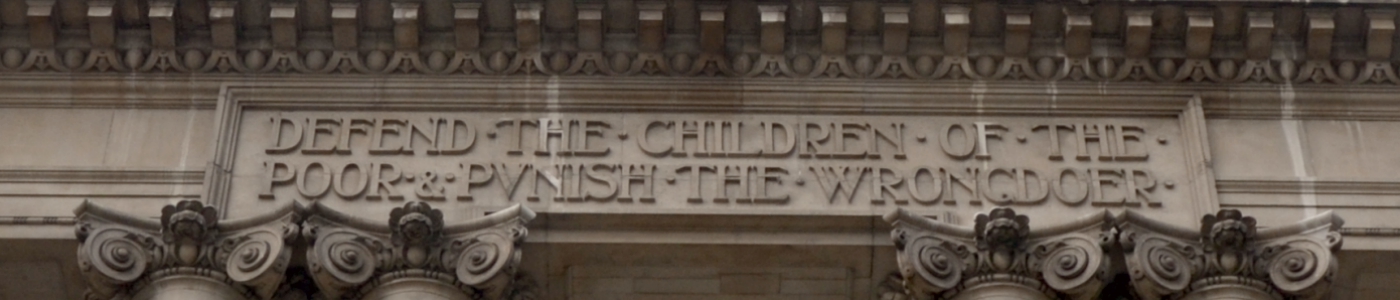 DEFEND·THE·CHILDREN·OF·THE·
POOR·&·PVNISH·THE·WRONGDOER·